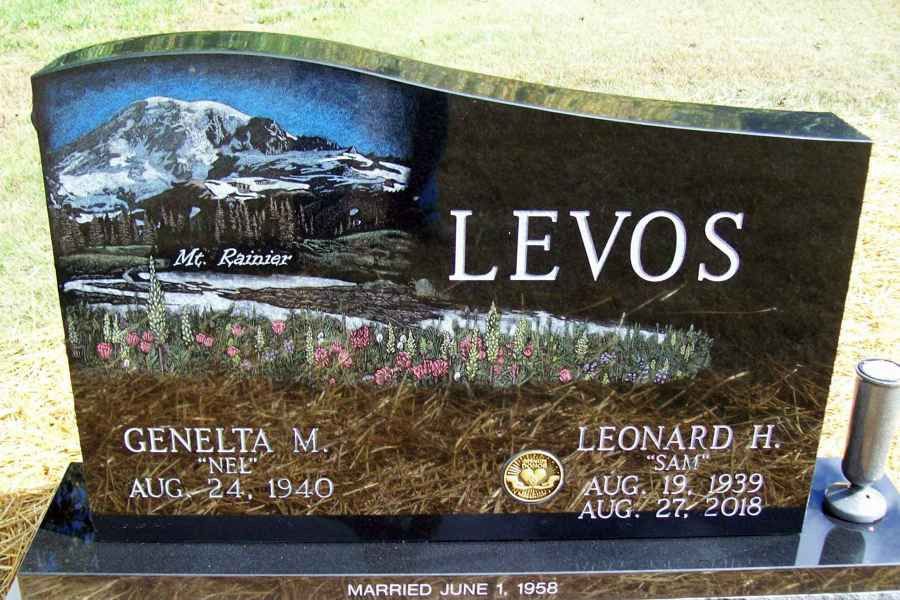 Mt. Rainier
LEVOS
GENELTA M.
"NEL"
AUG. 24, 1940
LEONARD H.
"SAM"
AUG. 19, 1939
AUG. 27, 2018
MARRIED JUNE 1, 1958